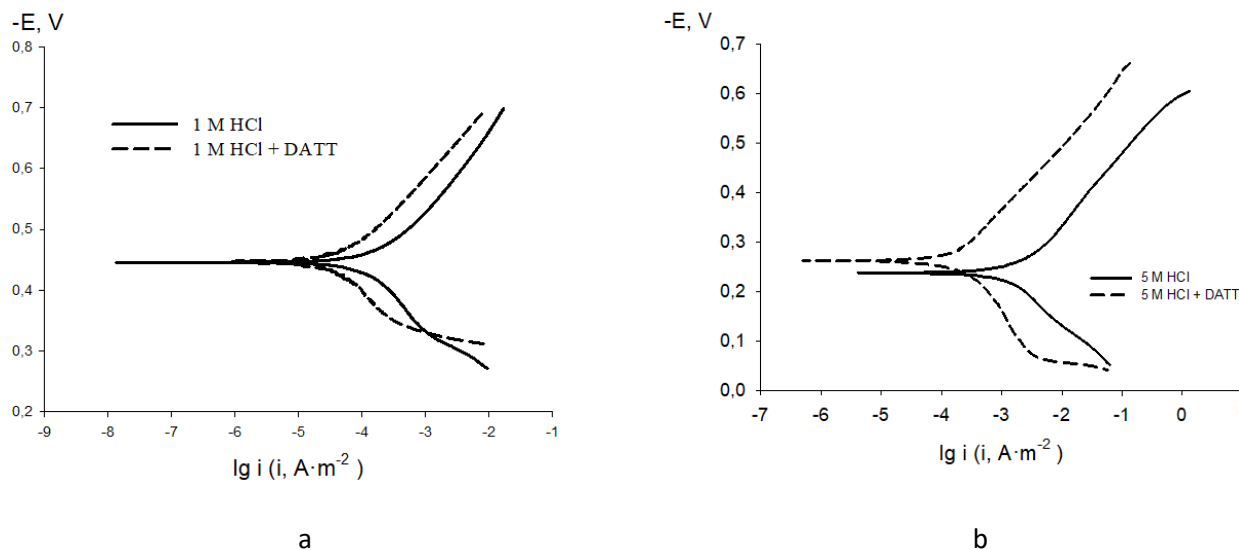 -E, V
0,8
0,7
0,6
0,5
0,4
0,3
0,2
1 M HCl
1 M HCl + DATT
-9 -8 -7 -6 -5 -4 -3 -2 -1
lg i (i, A·m⁻² )
a
-E, V
0,7
0,6
0,5
0,4
0,3
0,2
0,1
0,0
5 M HCl
5 M HCl + DATT
-7 -6 -5 -4 -3 -2 -1 0
lg i (i, A·m⁻² )
b